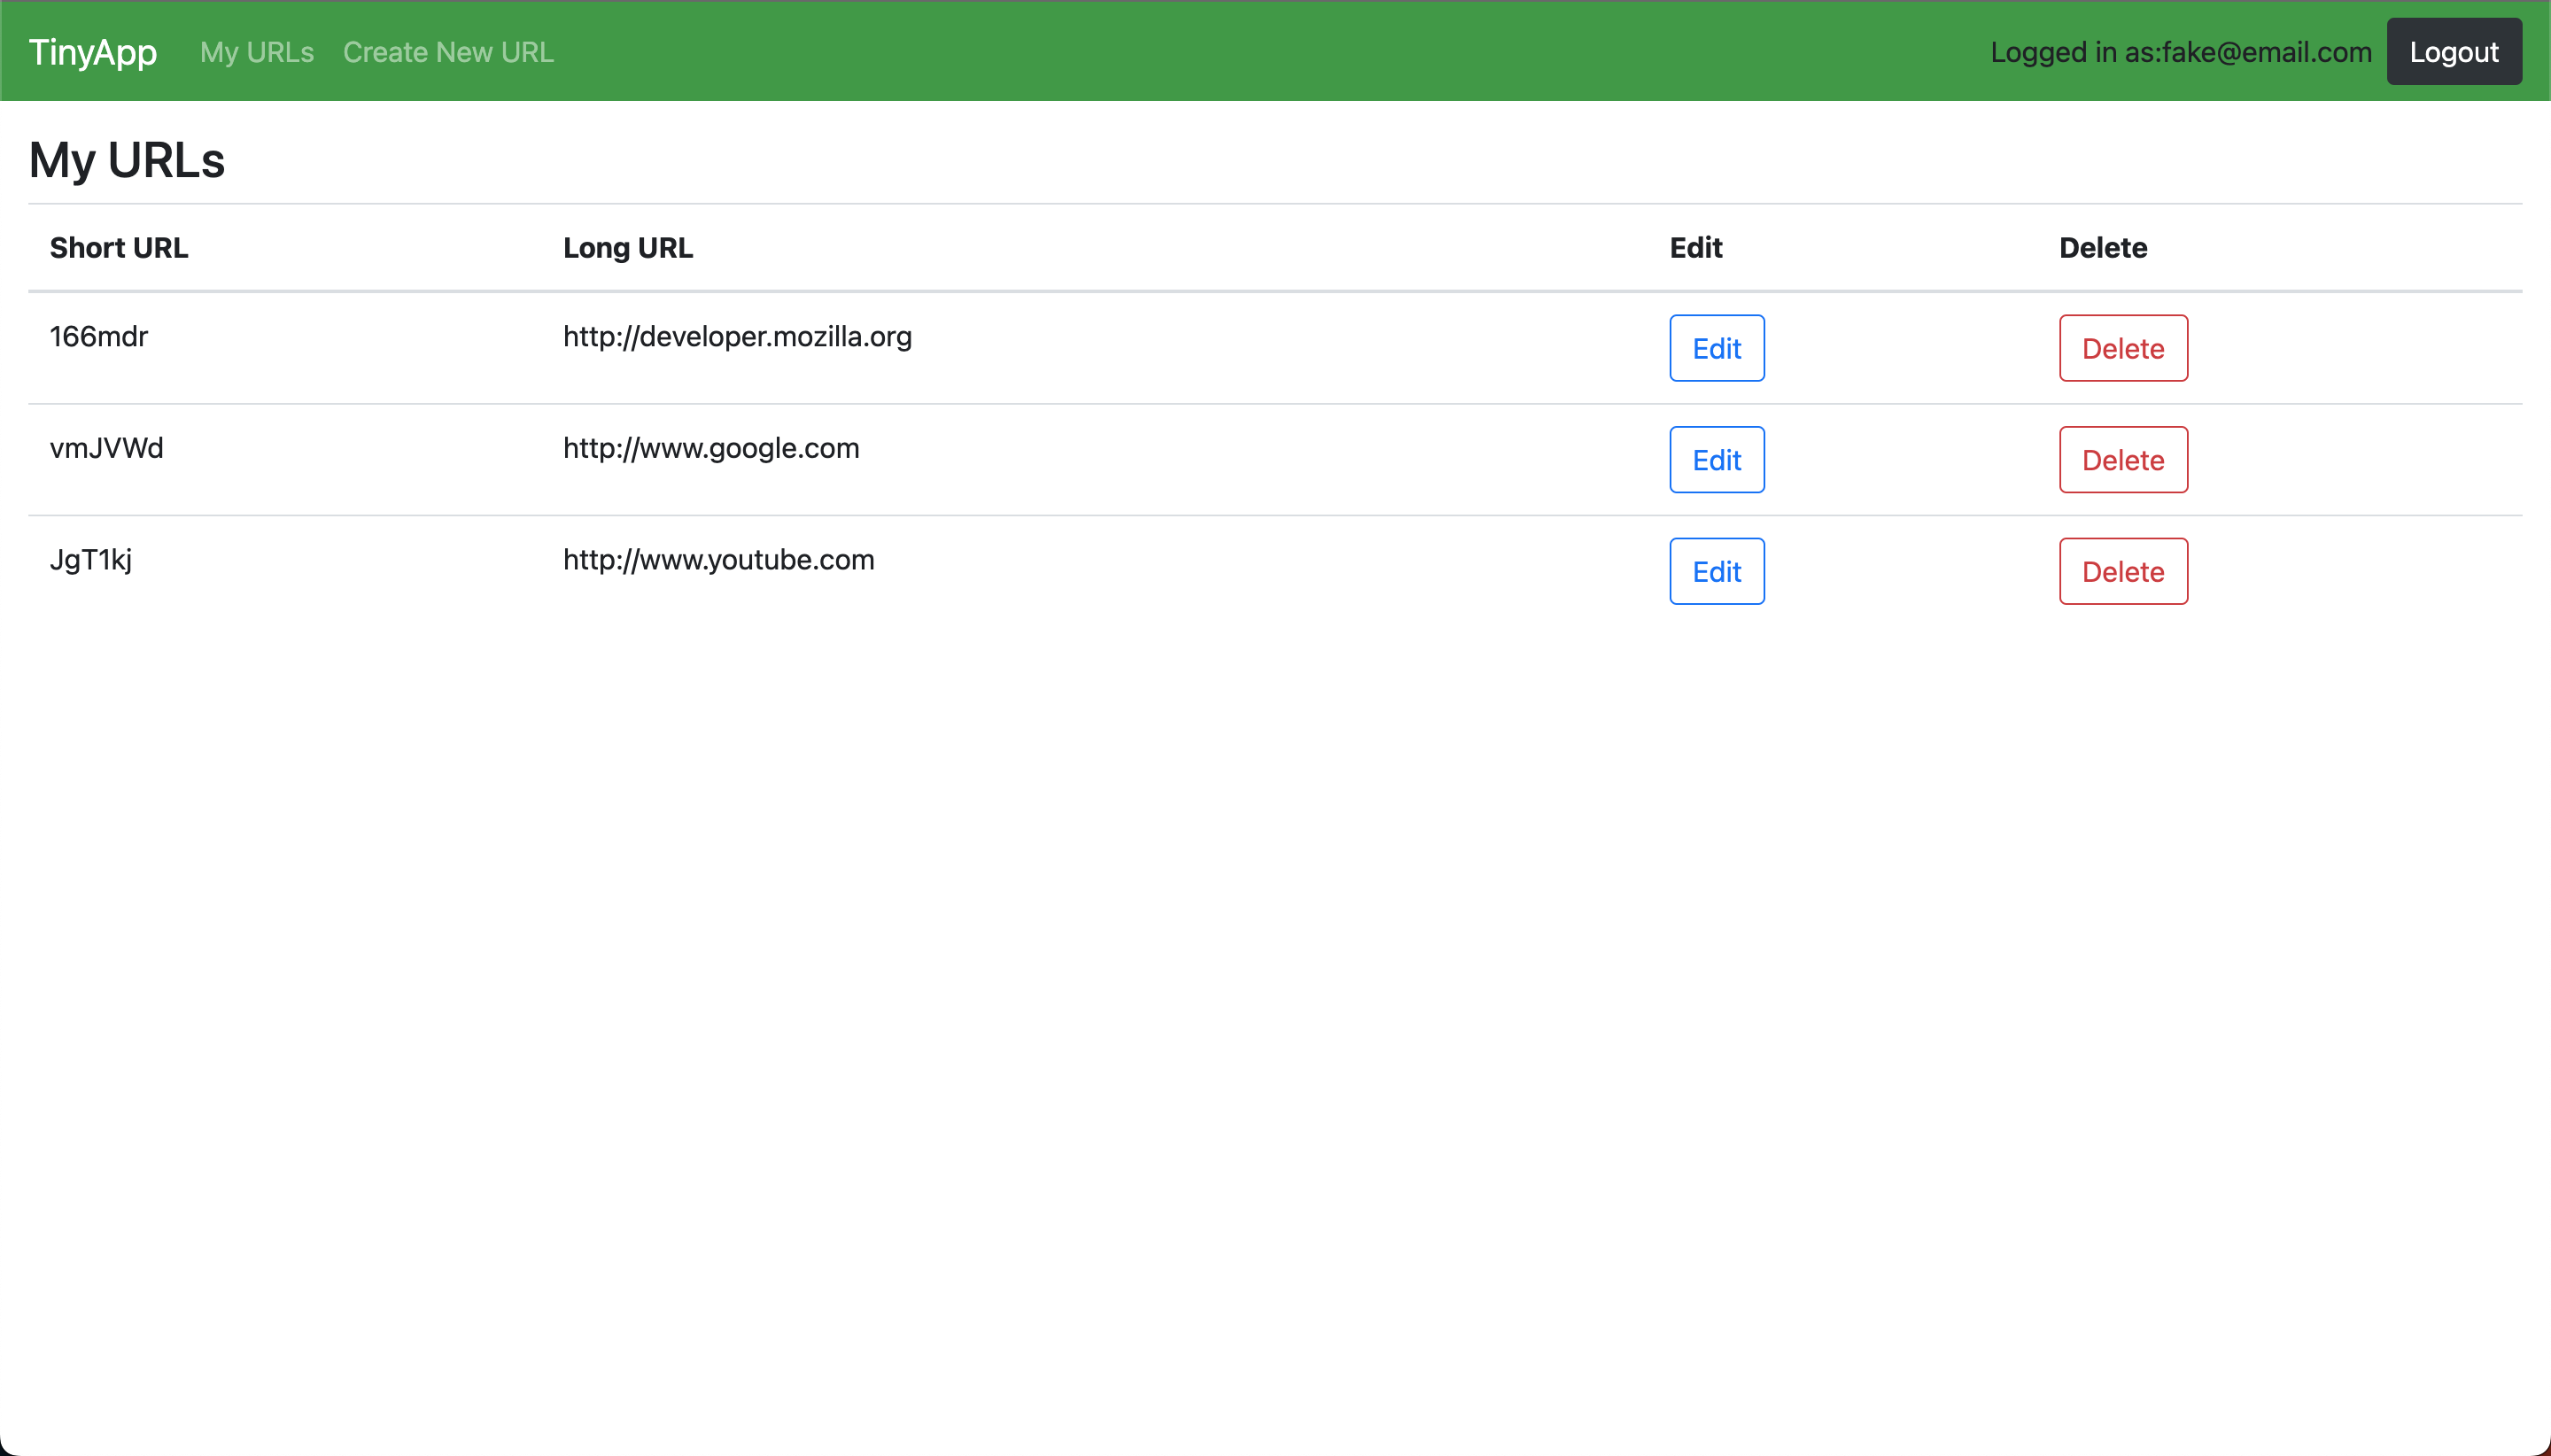 TinyApp My URLs Create New URL Logged in as:fake@email.com Logout
My URLs
Short URL Long URL Edit Delete
166mdr http://developer.mozilla.org Edit Delete
vmJVWd http://www.google.com Edit Delete
JgT1kj http://www.youtube.com Edit Delete